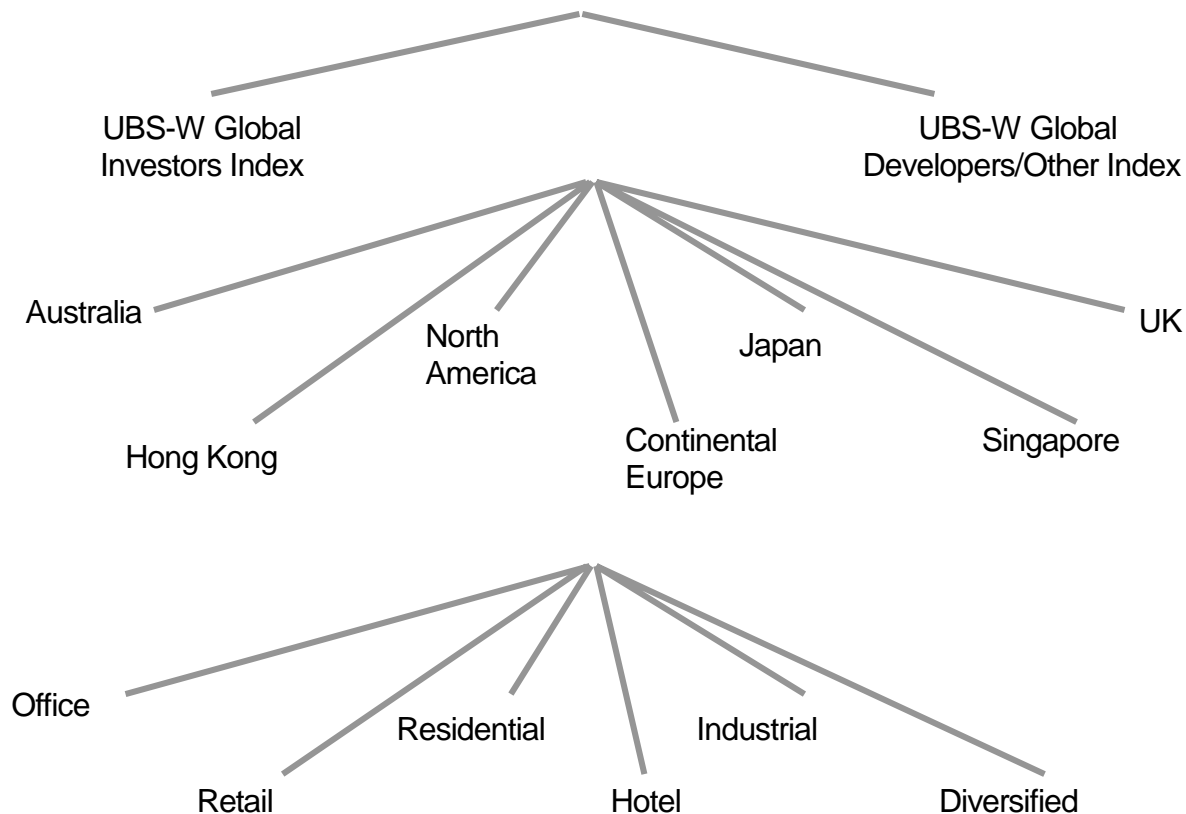 UBS-W Global
Investors Index
UBS-W Global
Developers/Other Index
Australia
North
America
Japan
UK
Hong Kong
Continental
Europe
Singapore
Office
Residential
Industrial
Retail
Hotel
Diversified